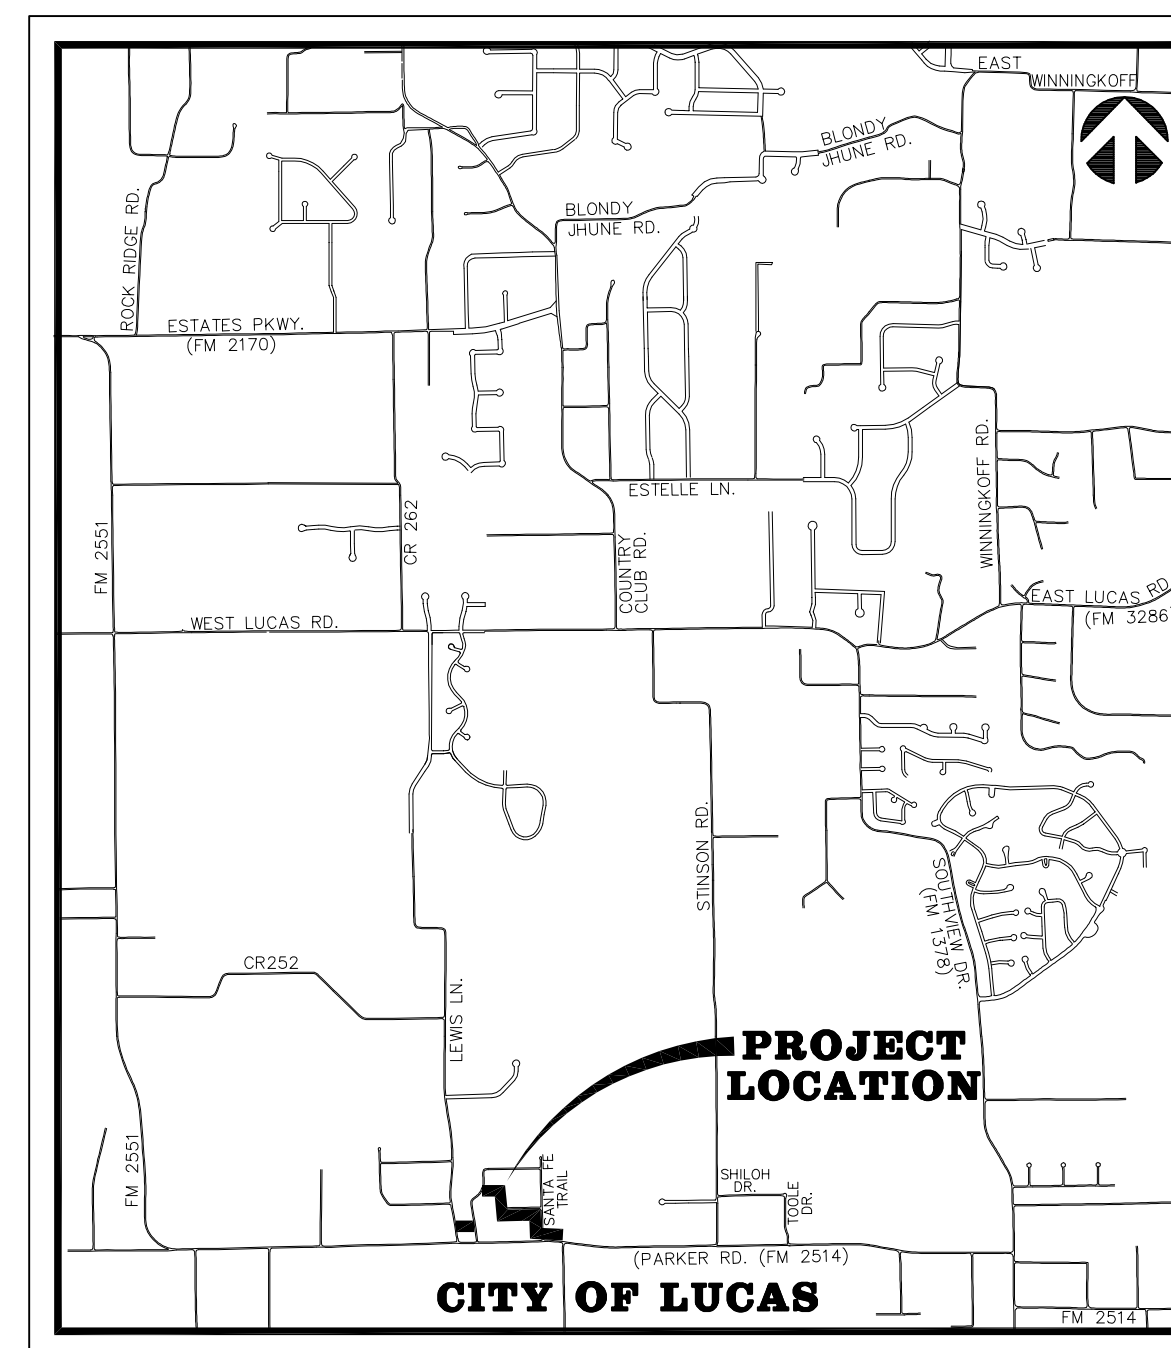 EAST
WINNINGKOFF
BLONDY
JHUNE RD.
BLONDY
JHUNE RD.
ROCK RIDGE RD.
ESTATES PKWY.
(FM 2170)
WINNINGKOFF RD.
ESTELLE LN.
FM 2551
CR 262
COUNTRY
CLUB RD.
EAST LUCAS RD
(FM 3286)
WEST LUCAS RD.
STINSON RD.
SOUTHVIEW DR.
(FM 1378)
CR252
LEWIS LN.
PROJECT
LOCATION
FM 2551
SANTA FE
TRAIL
SHILOH
DR.
TOOLE
DR.
(PARKER RD. (FM 2514)
CITY OF LUCAS
FM 2514